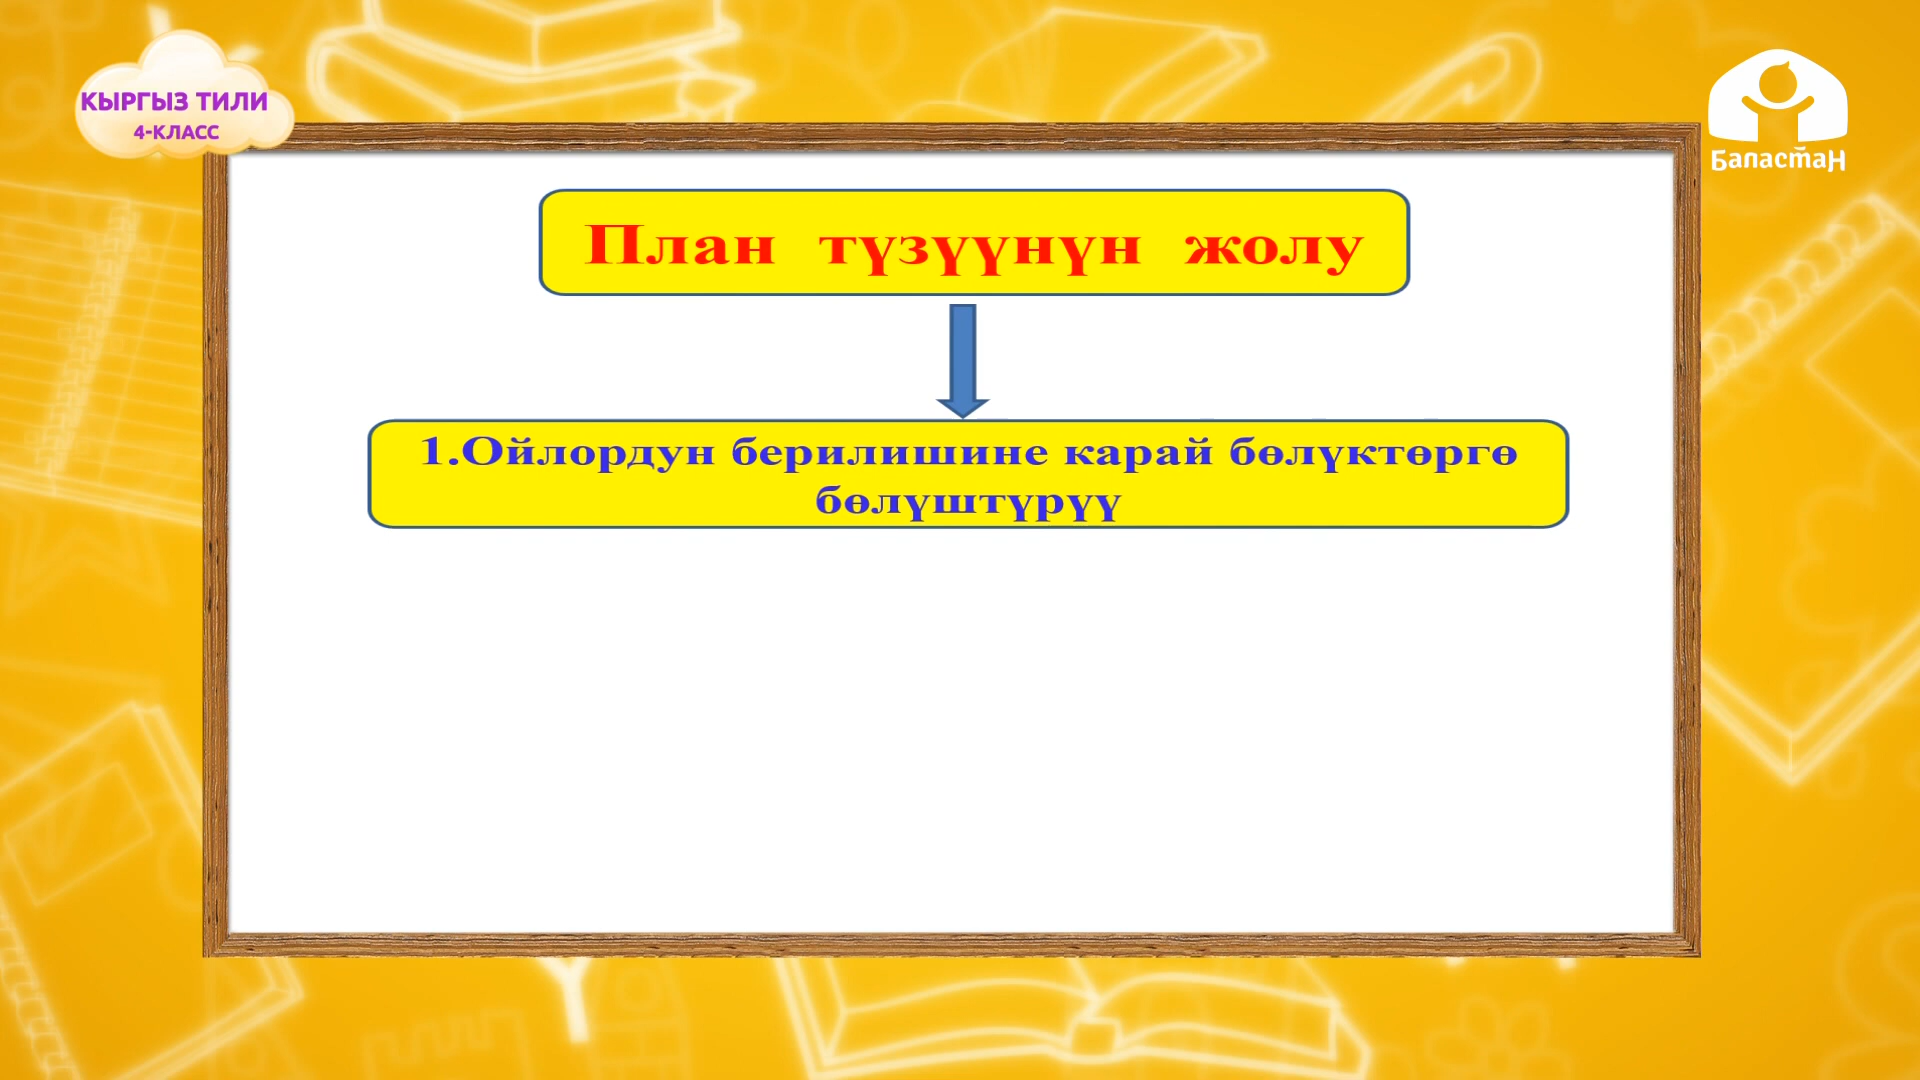 КЫРГЫЗ ТИЛИ
4-КЛАСС
Баластан
План түзүүнүн жолу
1.Ойлордун берилишине карай бөлүктөргө
бөлүштүрүү